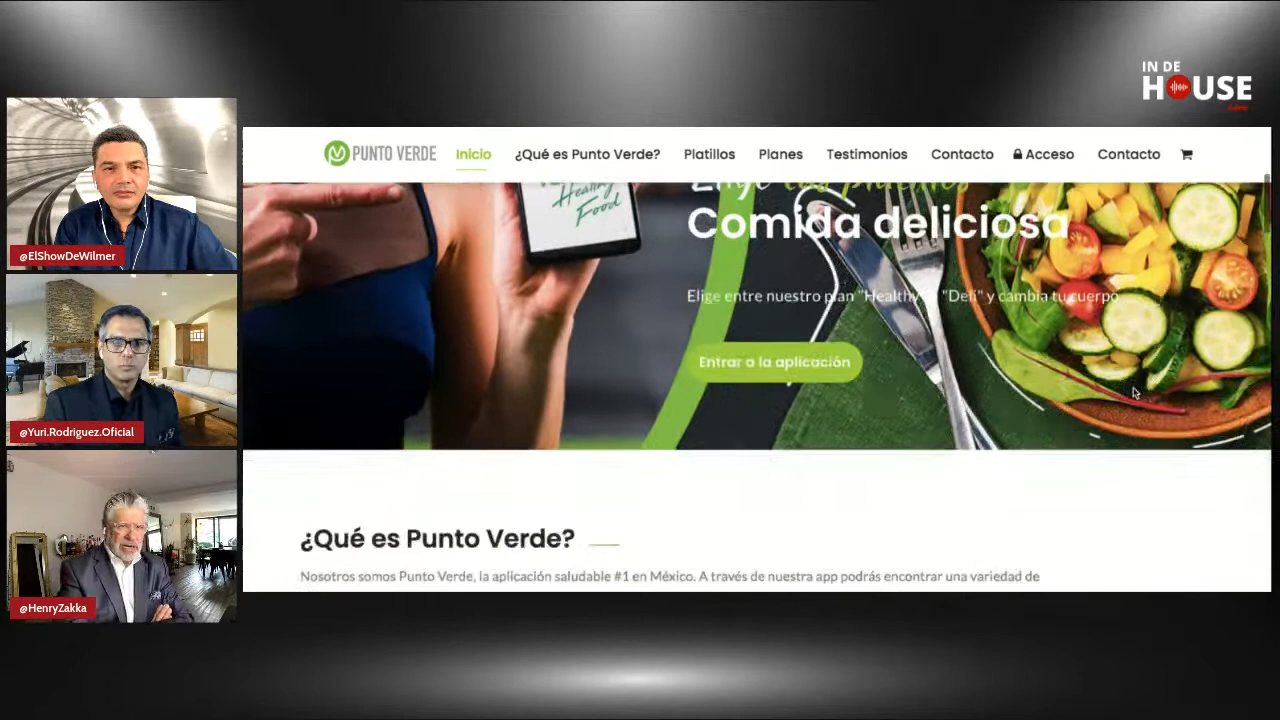 IN DE
HOUSE
@ElShowDeWilmer
@Yuri.Rodriguez.Oficial
@HenryZakka
PUNTO VERDE Inicio ¿Qué es Punto Verde? Platillos Planes Testimonios Contacto Acceso Contacto
Healthy
Food
Elige tus platillos
Comida deliciosa
Elige entre nuestro plan "Healthy" "Deli" y cambia tu cuerpo
Entrar a la aplicación
¿Qué es Punto Verde?
Nosotros somos Punto Verde, la aplicación saludable #1 en México. A través de nuestra app podrás encontrar una variedad de